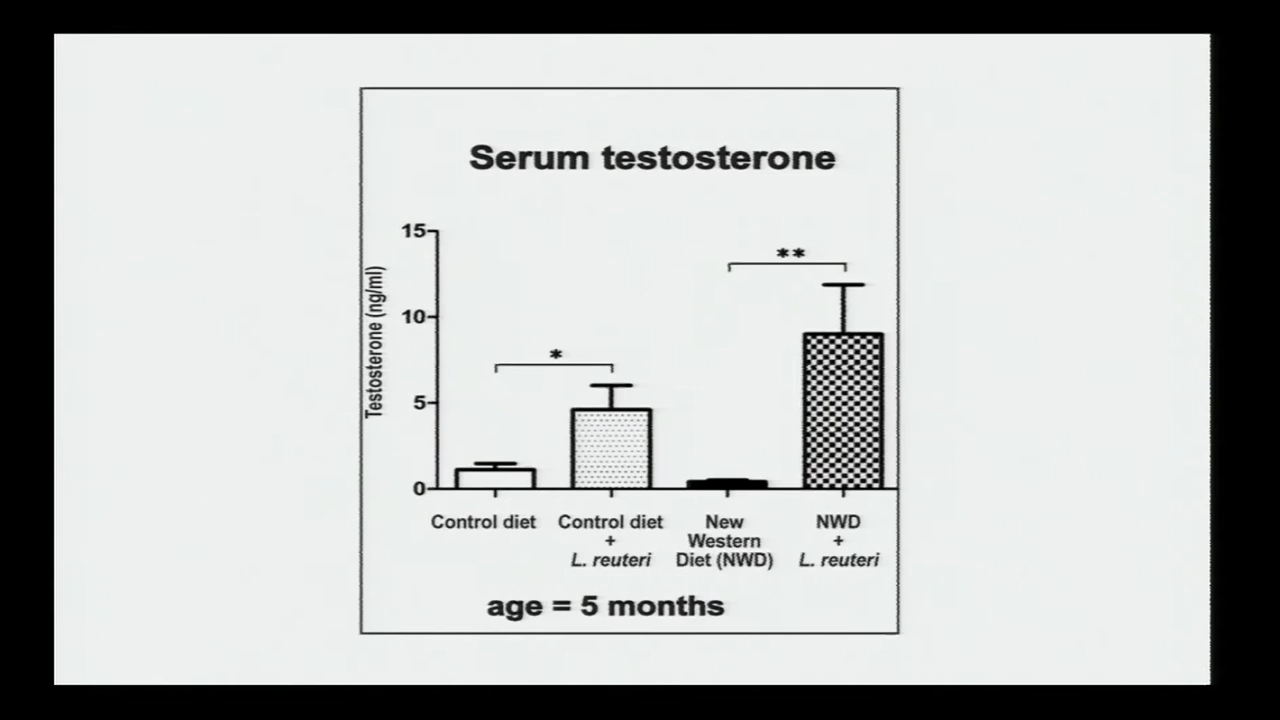 Serum testosterone
Testosterone (ng/ml)
15
10
5
0
*
**
Control diet
Control diet
+
L. reuteri
New
Western
Diet (NWD)
NWD
+
L. reuteri
age = 5 months